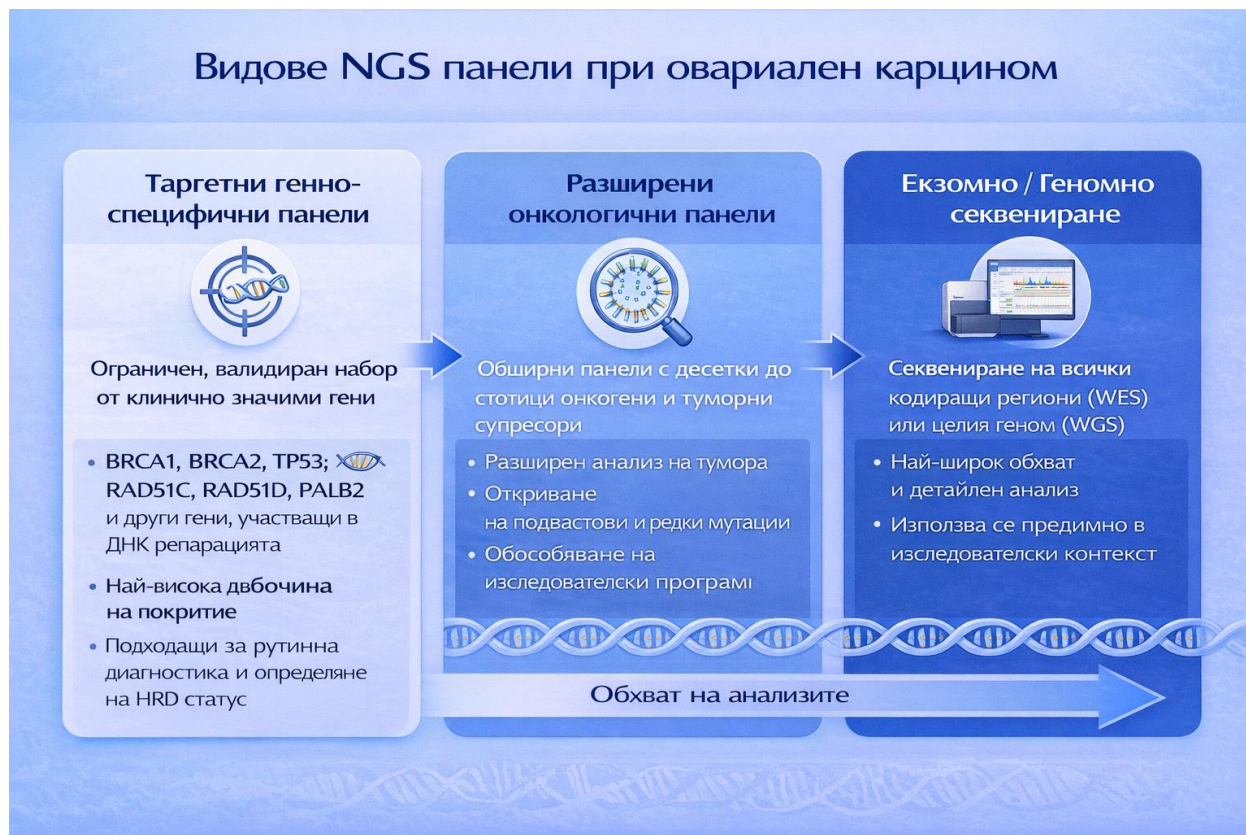 Видове NGS панели при овариален карцином
Таргетни генно-
специфични панели
Ограничен, валидиран набор
от клинично значими гени
• BRCA1, BRCA2, TP53;
RAD51C, RAD51D, PALB2
и други гени, участващи в
ДНК репарацията
• Най-висока двбочина
на покритие
• Подходящи за рутинна
диагностика и определяне
на HRD статус
Разширени
онкологични панели
Обширни панели с десетки до
стотици онкогени и туморни
супресори
• Разширен анализ на тумора
• Откриване
на подвастови и редки мутации
• Обособяване на
изследователски програмі
Екзомно / Геномно
секвениране
Секвениране на всички
кодиращи региони (WES)
или целия геном (WGS)
• Най-широк обхват
и детайлен анализ
• Използва се предимно в
изследователски контекст
Обхват на анализите